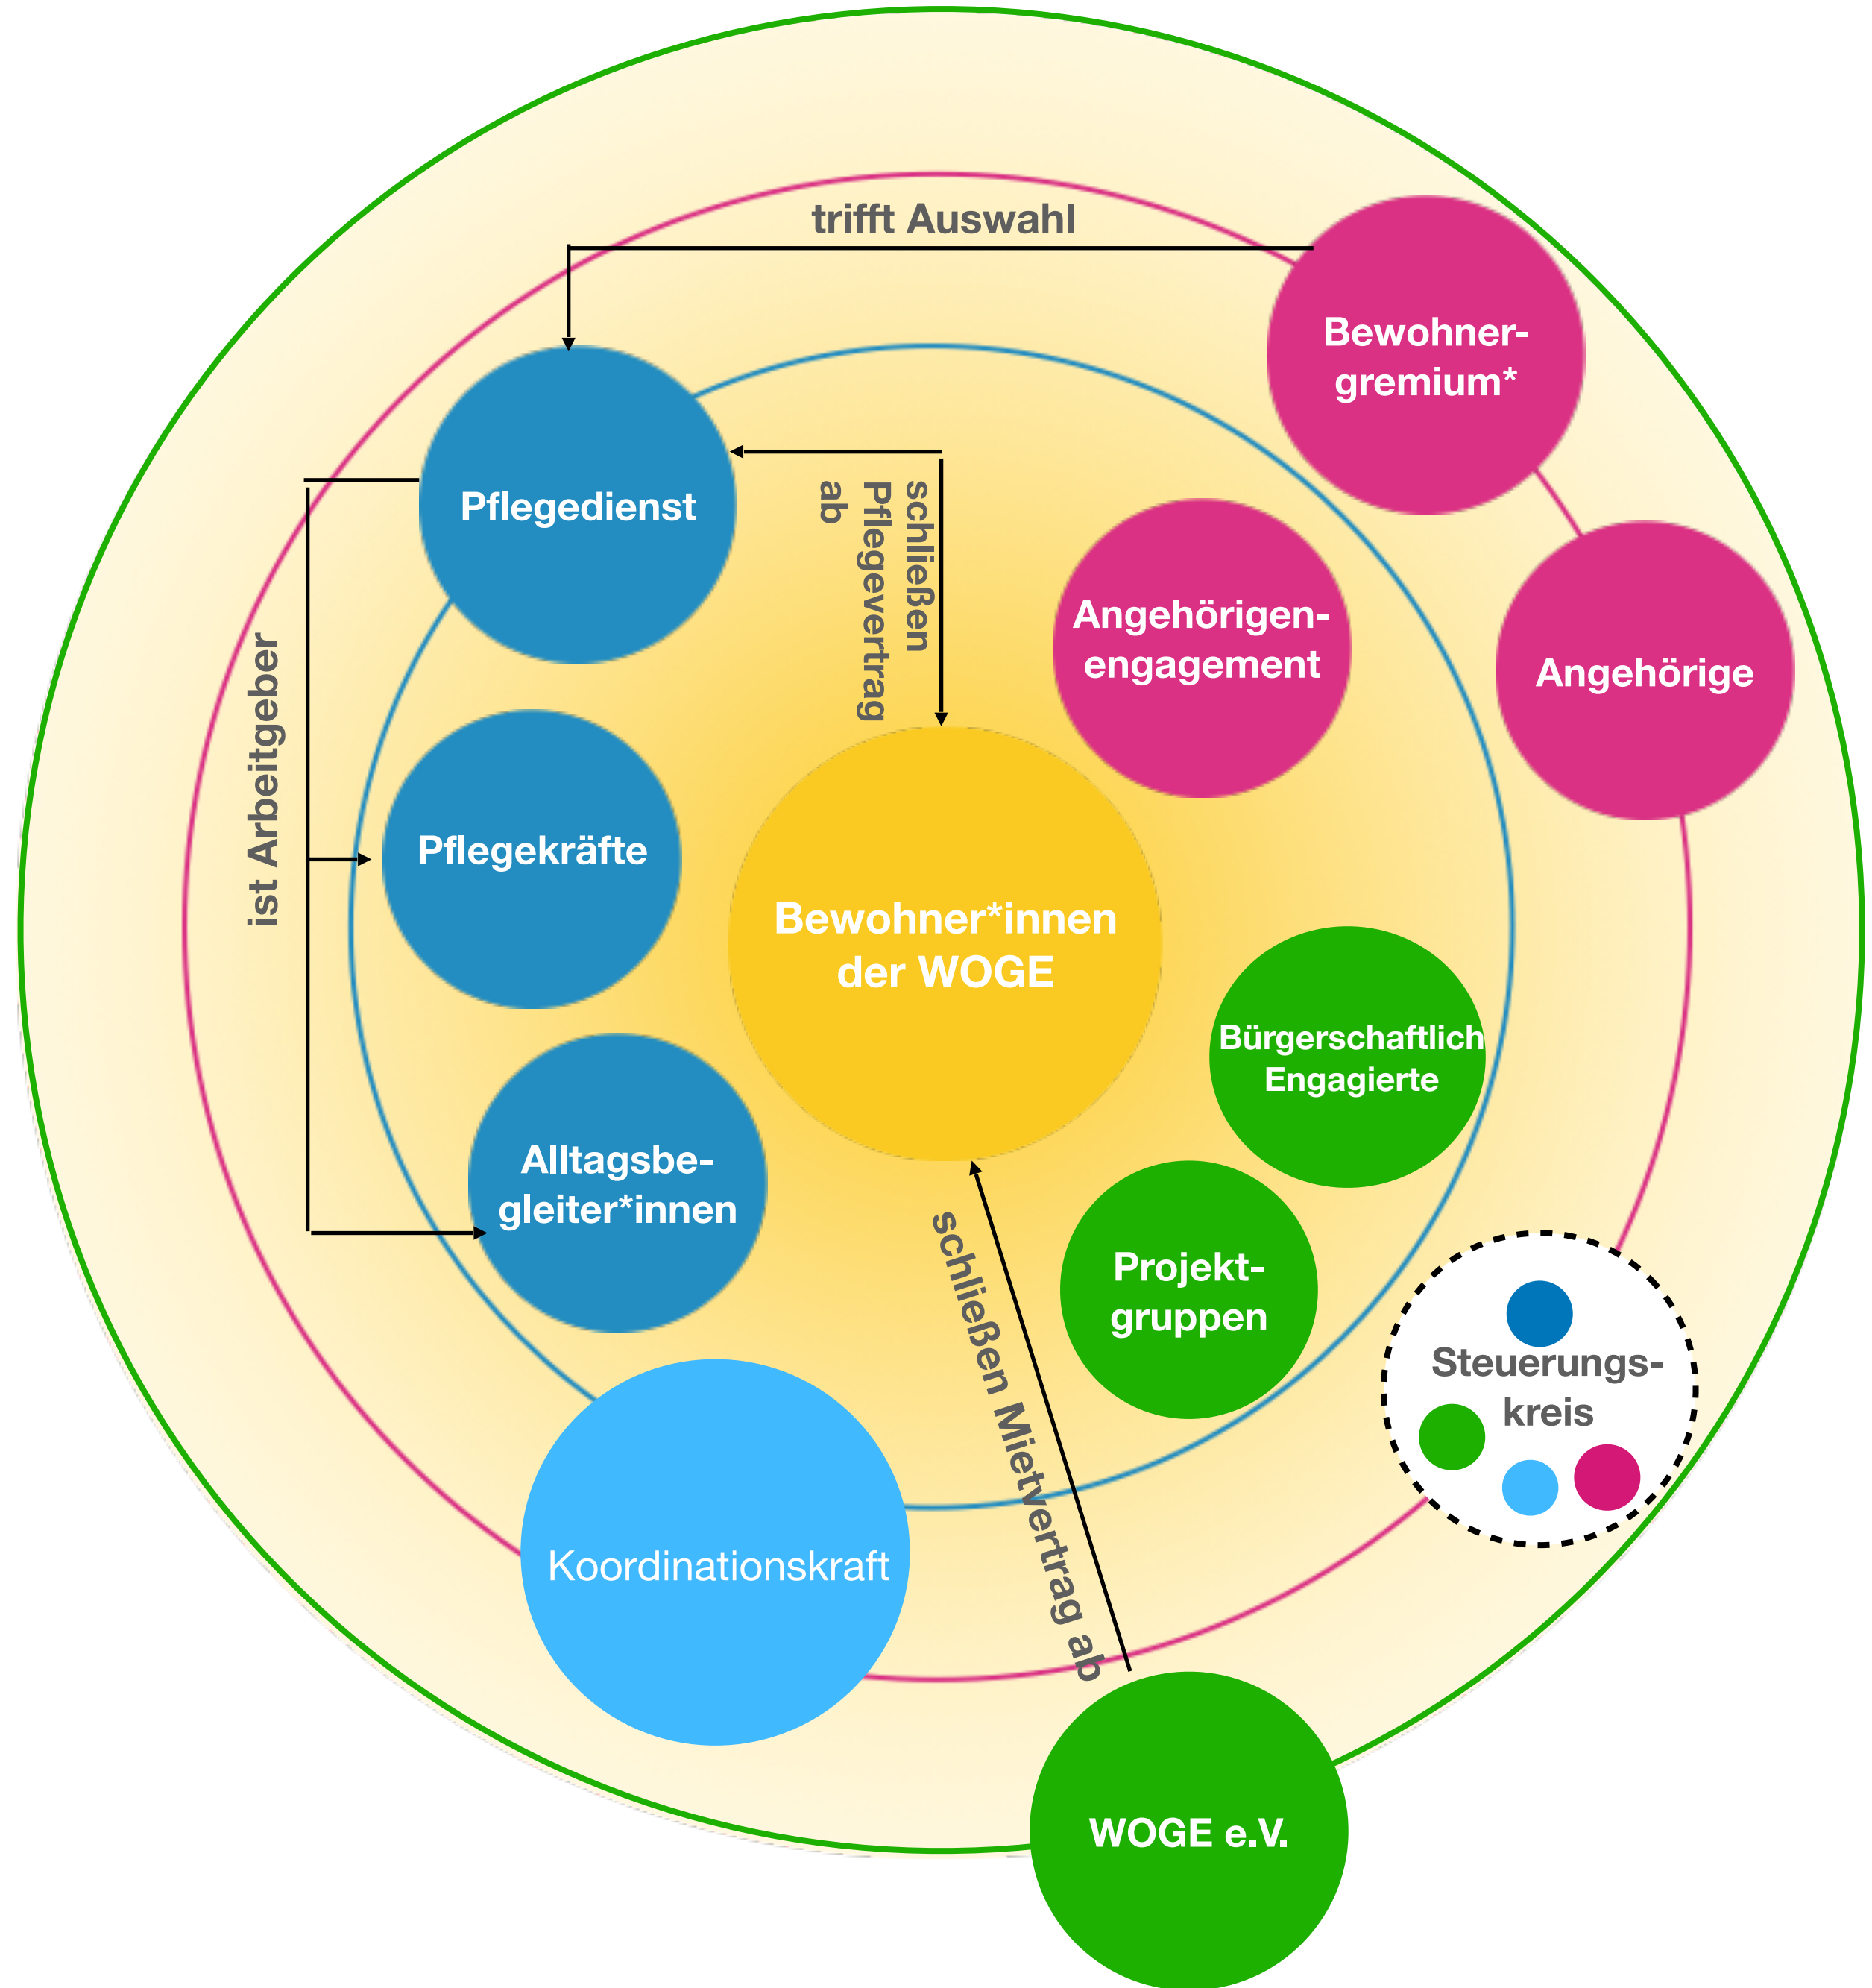 trifft Auswahl
Bewohner-
gremium*
Pflegedienst
schließen
Pflegevertrag
ab
Angehörigen-
engagement
Angehörige
ist Arbeitgeber
Pflegekräfte
Bewohner*innen
der WOGE
Bürgerschaftlich
Engagierte
Alltagsbe-
gleiter*innen
Projekt-
gruppen
schließen Mietvertrag ab
Steuerungs-
kreis
Koordinationskraft
WOGE e.V.